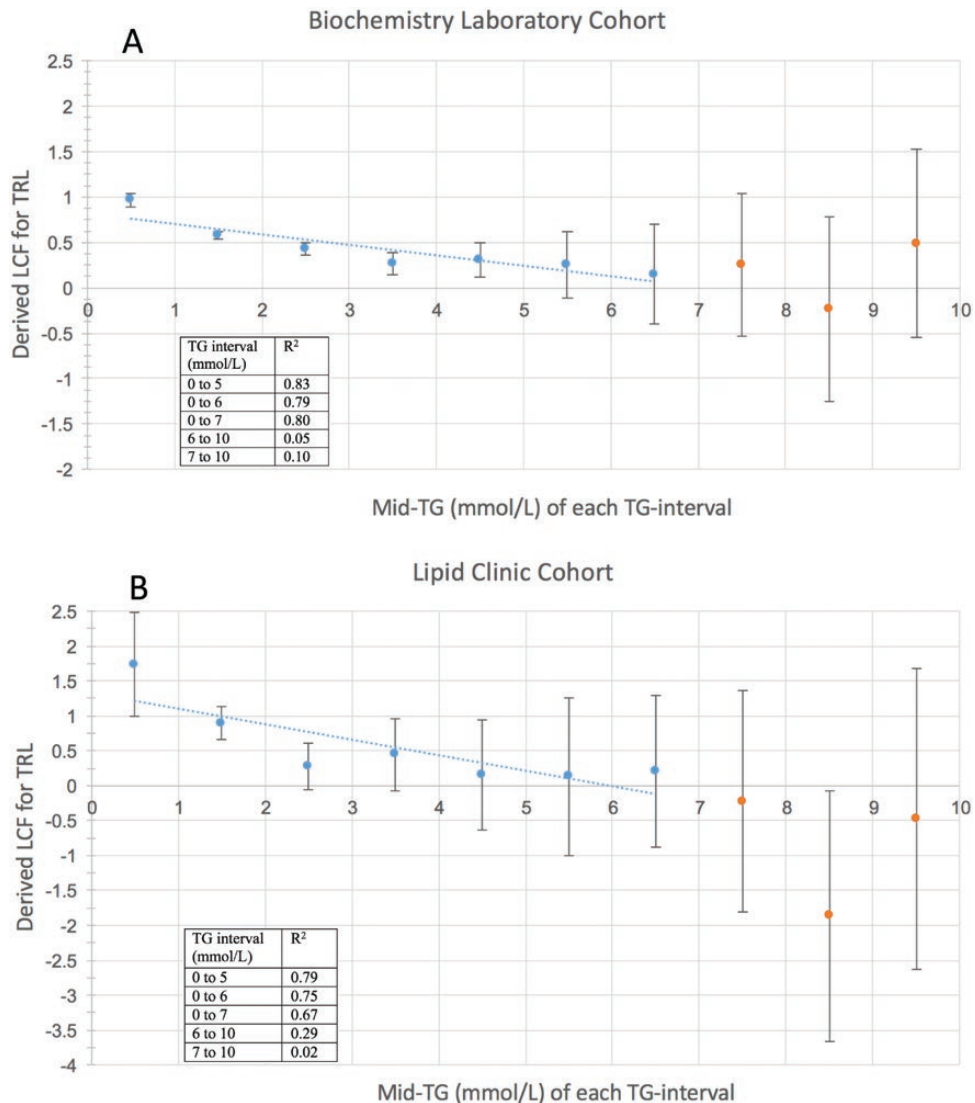 Biochemistry Laboratory Cohort
A
2.5
2
1.5
1
0.5
0
-0.5
-1
-1.5
-2
0 1 2 3 4 5 6 7 8 9 10
Derived LCF for TRL
TG interval (mmol/L) R²
0 to 5 0.83
0 to 6 0.79
0 to 7 0.80
6 to 10 0.05
7 to 10 0.10
Mid-TG (mmol/L) of each TG-interval
Lipid Clinic Cohort
B
2.5
2
1.5
1
0.5
0
-0.5
-1
-1.5
-2
-2.5
-3
-3.5
-4
0 1 2 3 4 5 6 7 8 9 10
Derived LCF for TRL
TG interval (mmol/L) R²
0 to 5 0.79
0 to 6 0.75
0 to 7 0.67
6 to 10 0.29
7 to 10 0.02
Mid-TG (mmol/L) of each TG-interval